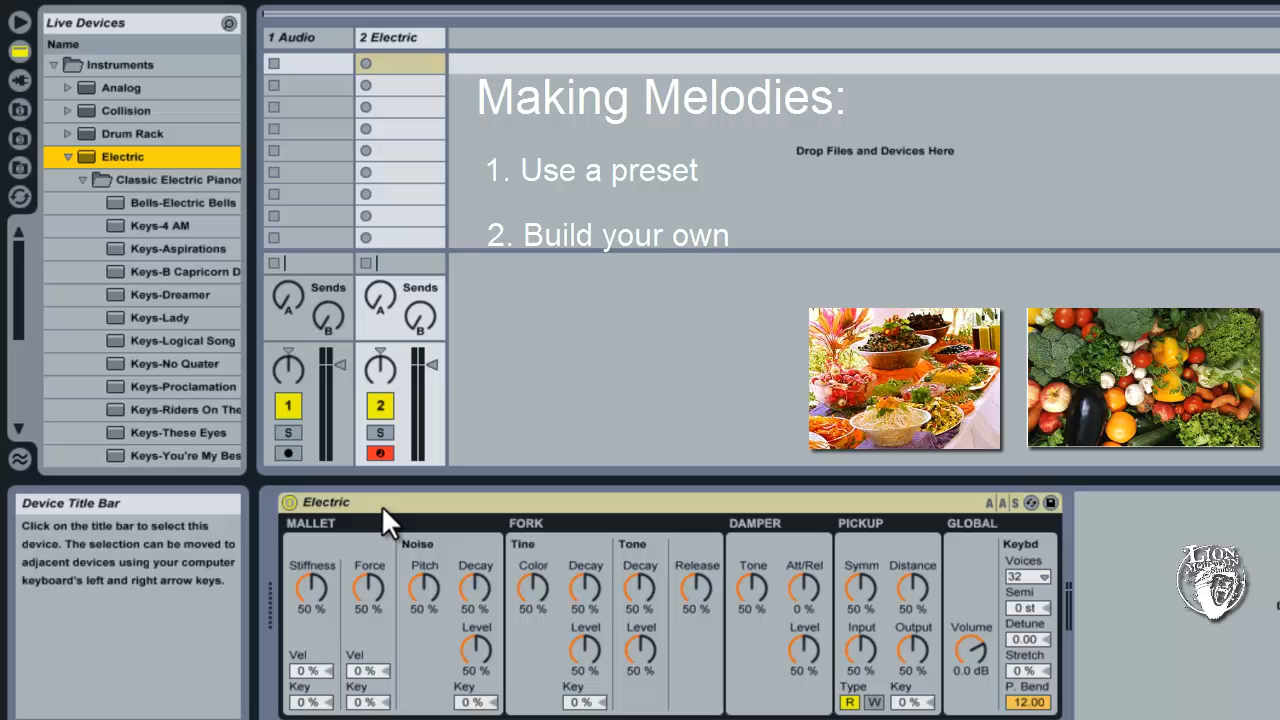 Live Devices
Name
Instruments
Analog
Collision
Drum Rack
Electric
Classic Electric Pianos
Bells-Electric Bells
Keys-4 AM
Keys-Aspirations
Keys-B Capricorn D
Keys-Dreamer
Keys-Lady
Keys-Logical Song
Keys-No Quater
Keys-Proclamation
Keys-Riders On The
Keys-These Eyes
Keys-You're My Bes
1 Audio 2 Electric
Making Melodies:
1. Use a preset
2. Build your own
Drop Files and Devices Here
Sends Sends
A A
B B
1 2
S S
Device Title Bar
Click on the title bar to select this
device. The selection can be moved to
adjacent devices using your computer
keyboard's left and right arrow keys.
Electric A A S
MALLET FORK DAMPER PICKUP GLOBAL
Noise Tine Tone Keybd
Stiffness Force Pitch Decay Color Decay Decay Release Tone Att/Rel Symm Distance Voices
50 % 50 % 50 % 50 % 50 % 50 % 50 % 50 % 50 % 0 % 50 % 50 % 32
Semi
0 st
Level Level Level Level Input Output Volume Detune
50 % 50 % 50 % 50 % 50 % 50 % 0.0 dB 0.00
Vel Vel Stretch
0 % 0 % 0 %
Key Key Key Key Type Key P. Bend
0 % 0 % 0 % 0 % R W 0 % 12.00
LION